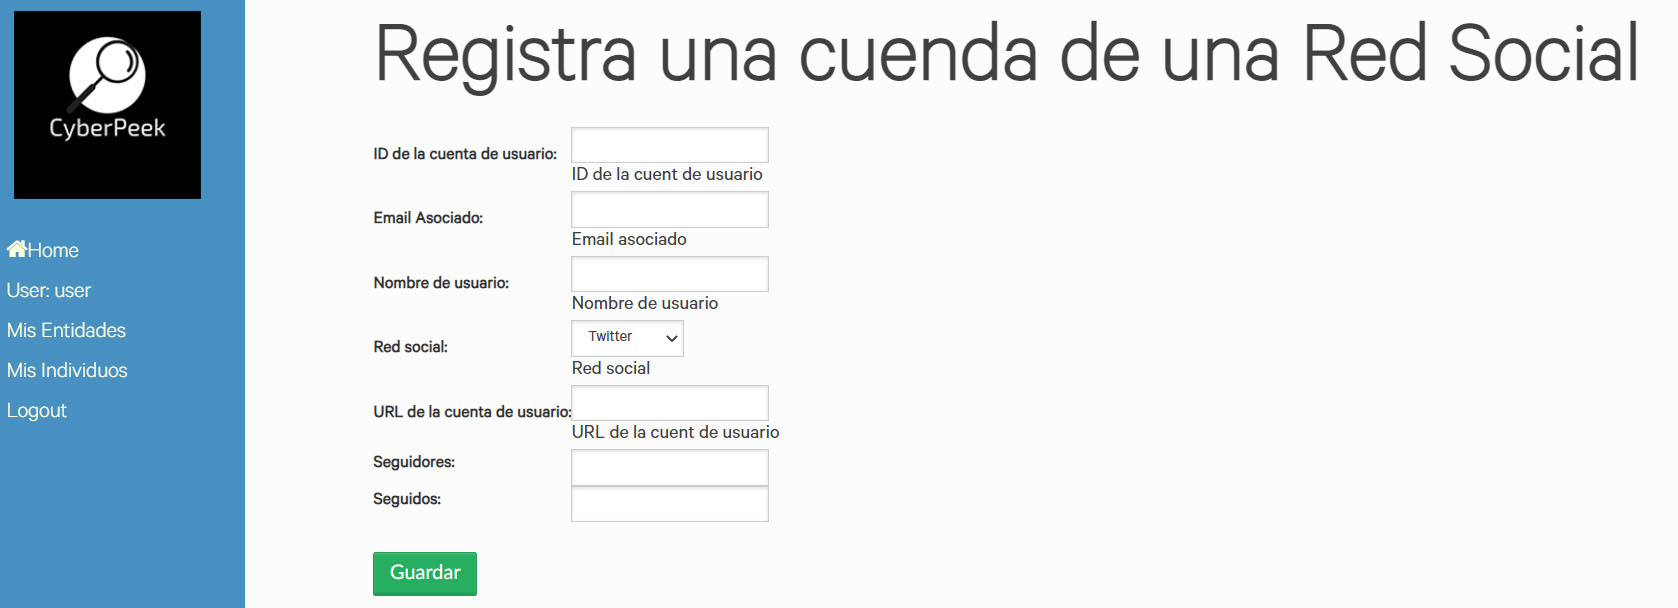 CyberPeek
Home
User: user
Mis Entidades
Mis Individuos
Logout
Registra una cuenda de una Red Social
ID de la cuenta de usuario:
ID de la cuent de usuario
Email Asociado:
Email asociado
Nombre de usuario:
Nombre de usuario
Red social:
Twitter
Red social
URL de la cuenta de usuario:
URL de la cuent de usuario
Seguidores:
Seguidos:
Guardar